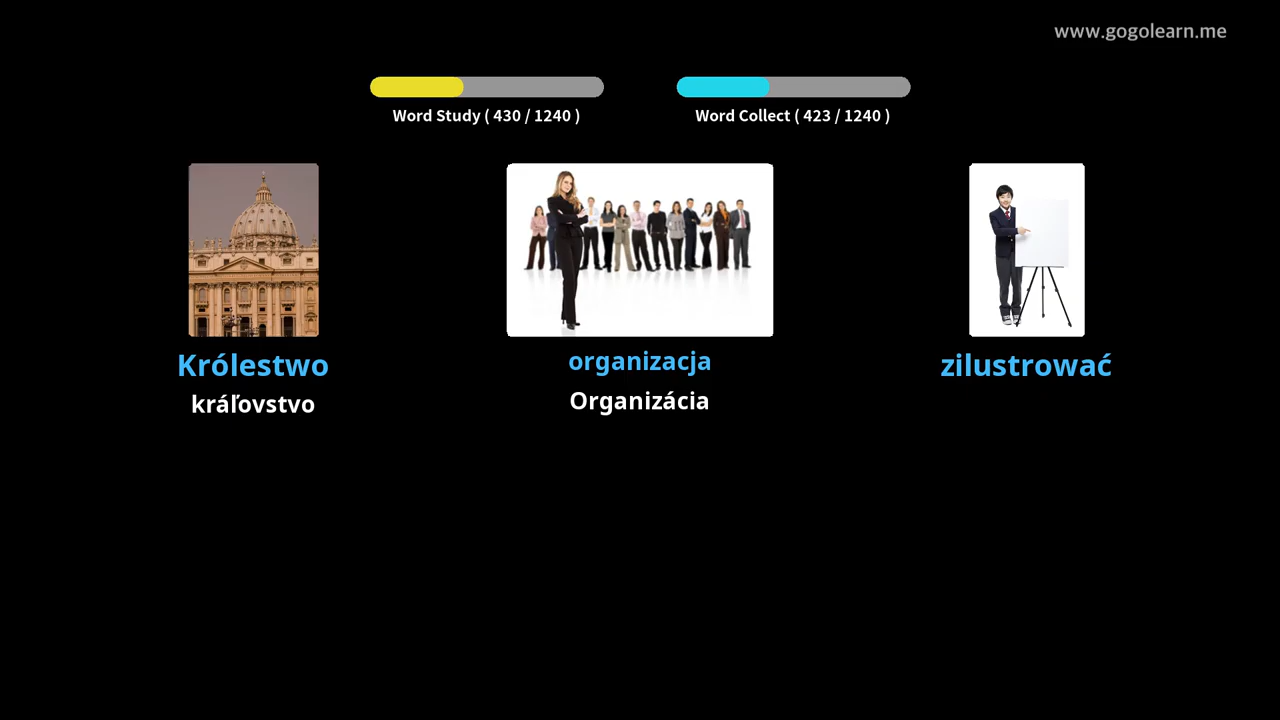 www.gogolearn.me
Word Study ( 430 / 1240 )
Word Collect ( 423 / 1240 )
Królestwo
kráľovstvo
organizacja
Organizácia
zilustrować